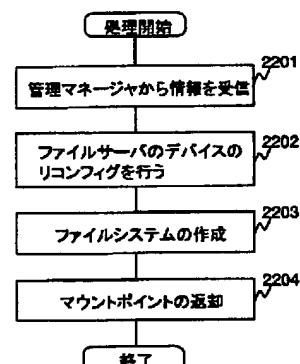 処理開始
2201
管理マネージャから情報を受信
2202
ファイルサーバのデバイスの
リコンフィグを行う
2203
ファイルシステムの作成
2204
マウントポイントの返却
終了